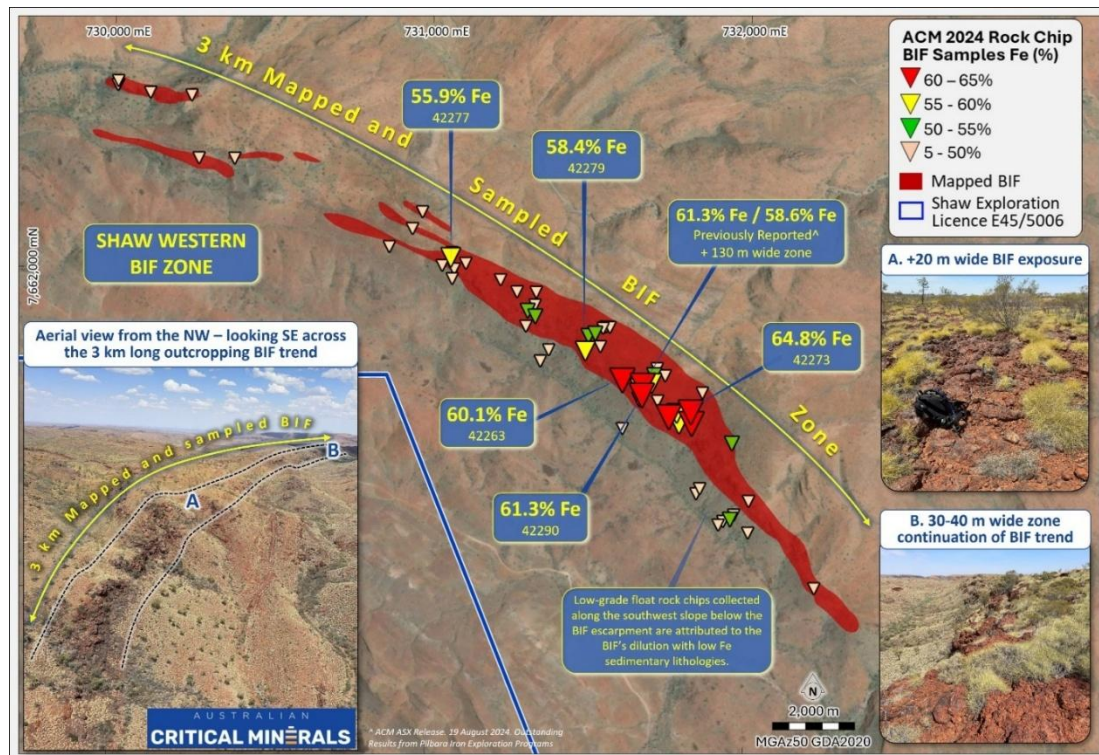 730,000 mE
731,000 mE
732,000 mE
7,662,000 mN
3 km Mapped and Sampled BIF Zone
55.9% Fe
42277
58.4% Fe
42279
61.3% Fe / 58.6% Fe
Previously Reported^
+ 130 m wide zone
64.8% Fe
42273
60.1% Fe
42263
61.3% Fe
42290
SHAW WESTERN
BIF ZONE
Low-grade float rock chips collected
along the southwest slope below the
BIF escarpment are attributed to the
BIF's dilution with low Fe
sedimentary lithologies.
ACM 2024 Rock Chip
BIF Samples Fe (%)
60 – 65%
55 – 60%
50 – 55%
5 - 50%
Mapped BIF
Shaw Exploration
Licence E45/5006
A. +20 m wide BIF exposure
B. 30-40 m wide zone
continuation of BIF trend
Aerial view from the NW – looking SE across
the 3 km long outcropping BIF trend
3 km Mapped and sampled BIF
A
B
AUSTRALIAN
CRITICAL MINERALS
^ ACM ASX Release. 19 August 2024. Outstanding
Results from Pilbara Iron Exploration Programs
N
2,000 m
MGAz50 GDA2020